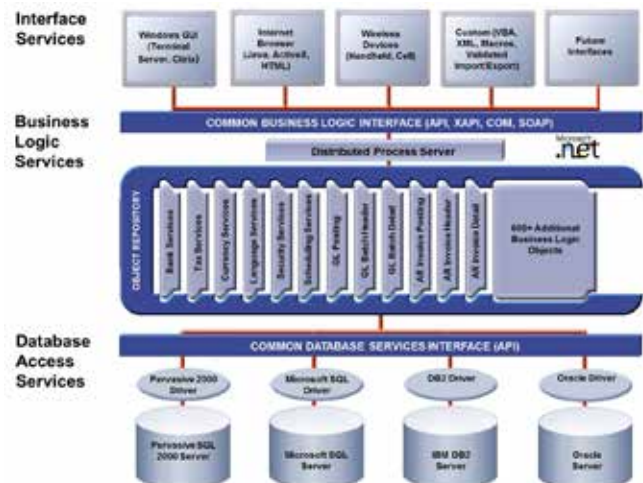 Interface
Services
Windows GUI
(Terminal
Server, Citrix)
Internet
Browser
(Java, ActiveX,
HTML)
Wireless
Devices
(Handheld, Cell)
Custom (VBA,
XML, Macros,
Validated
Import/Export)
Future
Interfaces
Business
Logic
Services
COMMON BUSINESS LOGIC INTERFACE (API, XAPI, COM, SOAP)
Distributed Process Server
Microsoft
.net
OBJECT REPOSITORY
Bank Services
Tax Services
Currency Services
Language Services
Security Services
Scheduling Services
GL Posting
GL Batch Header
GL Batch Detail
AR Invoice Posting
AR Invoice Header
AR Invoice Detail
600+ Additional
Business Logic
Objects
Database
Access
Services
COMMON DATABASE SERVICES INTERFACE (API)
Pervasive 2000
Driver
Microsoft SQL
Driver
DB2 Driver
Oracle Driver
Pervasive SQL
2000 Server
Microsoft SQL
Server
IBM DB2
Server
Oracle
Server